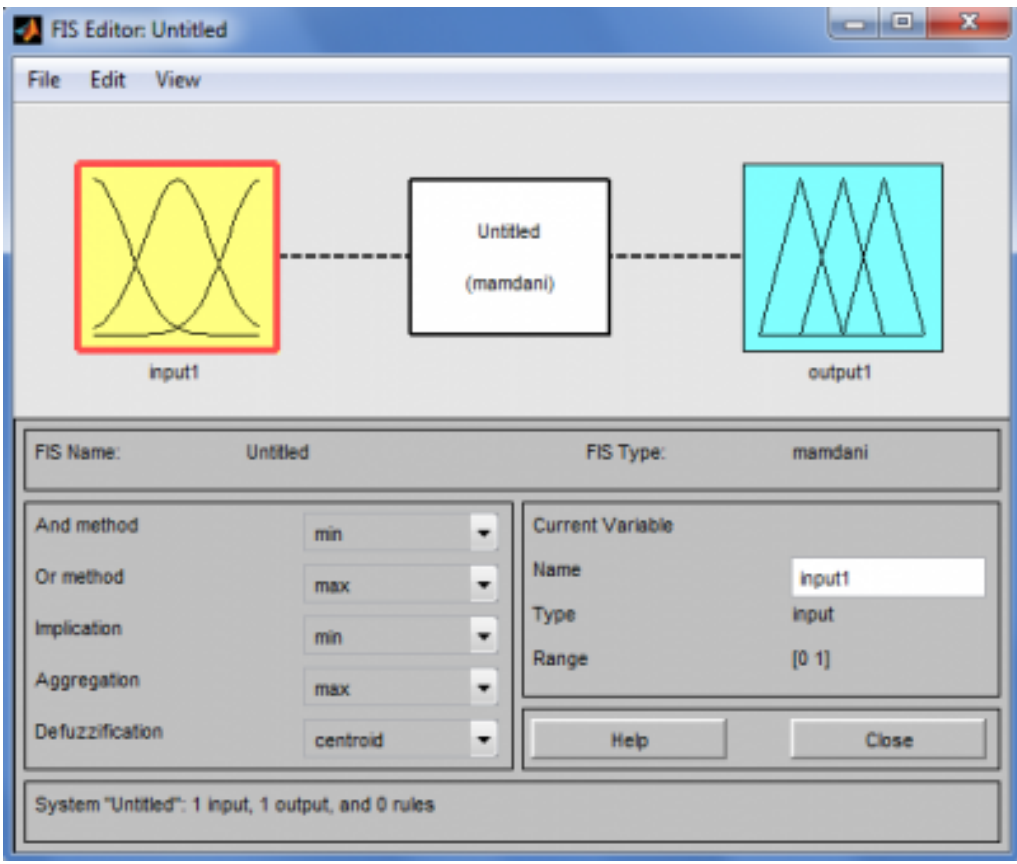 FIS Editor: Untitled
File Edit View
Untitled
(mamdani)
input1
output1
FIS Name: Untitled FIS Type: mamdani
And method min
Or method max
Implication min
Aggregation max
Defuzzification centroid
Current Variable
Name input1
Type input
Range [0 1]
Help Close
System "Untitled": 1 input, 1 output, and 0 rules